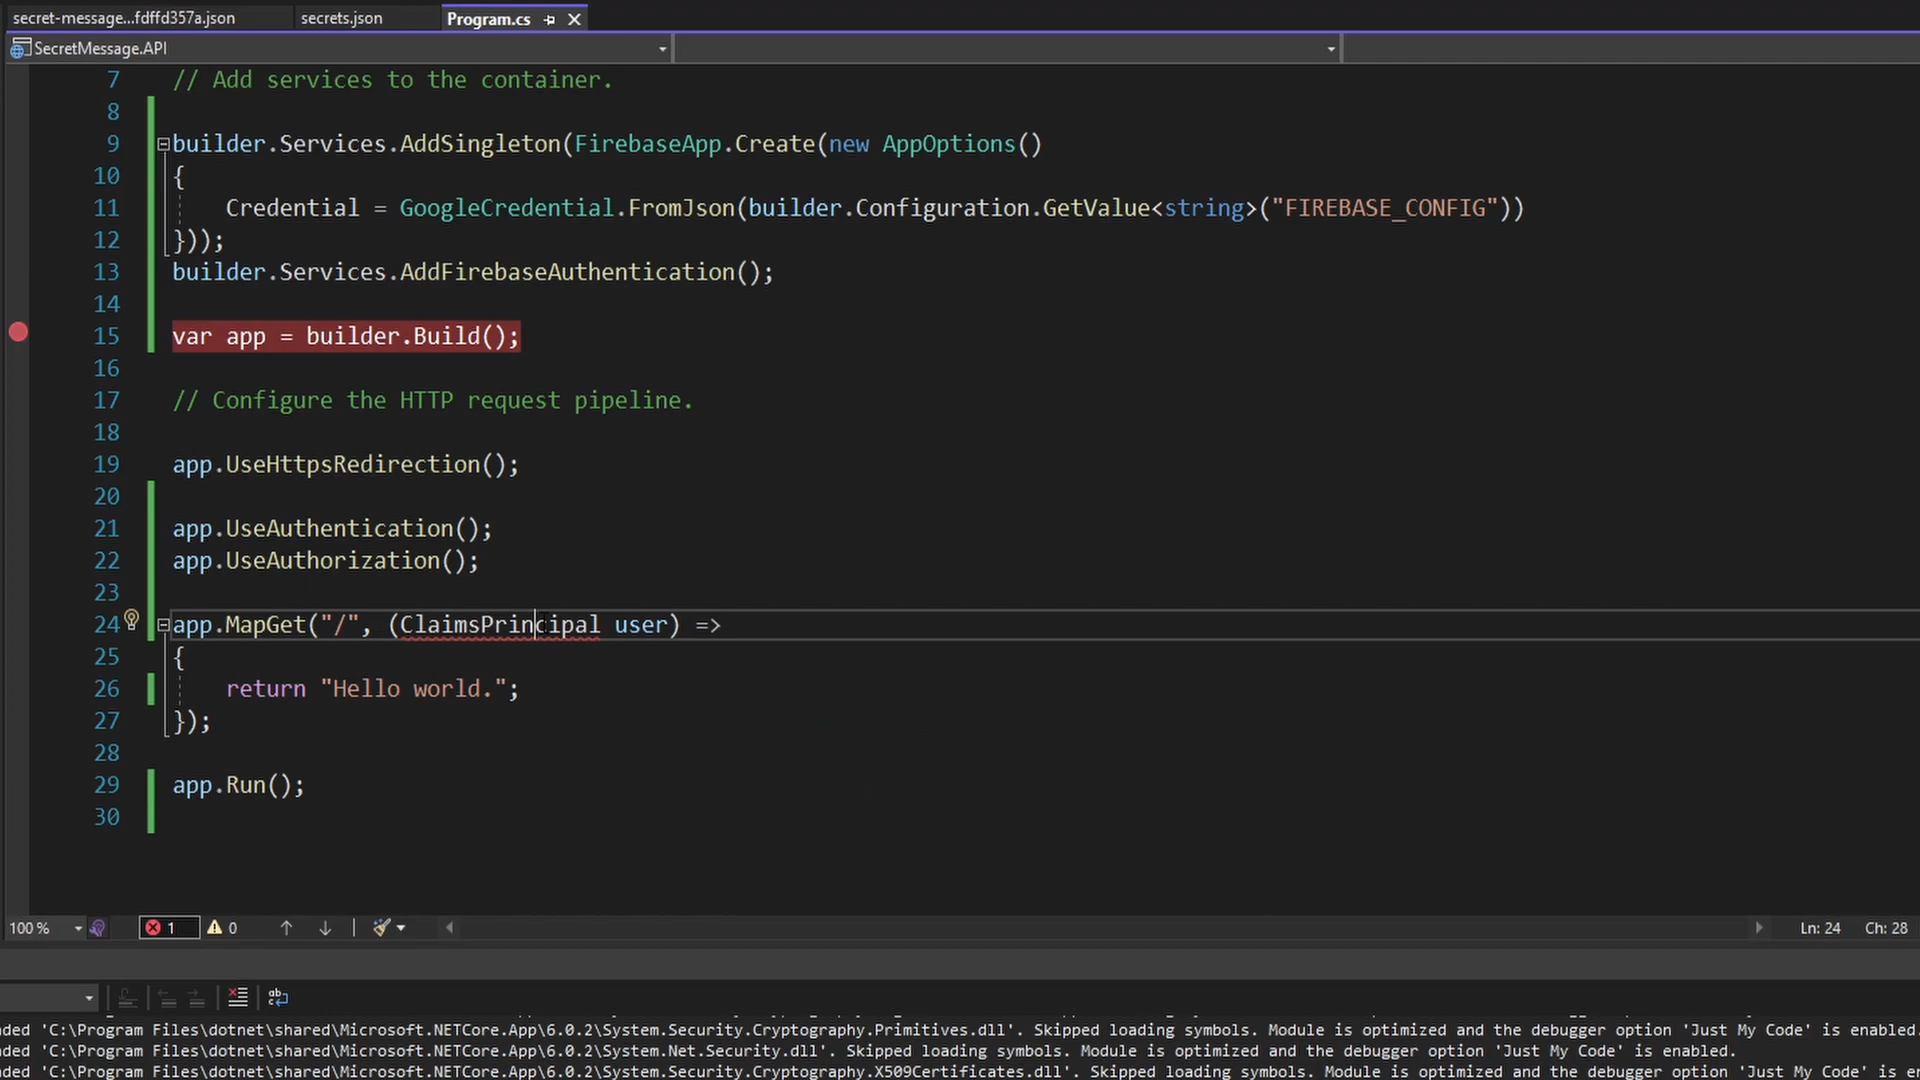 secret-message...fdffd357a.json secrets.json Program.cs
SecretMessage.API
7 // Add services to the container.
8
9 builder.Services.AddSingleton(FirebaseApp.Create(new AppOptions()
10 {
11 Credential = GoogleCredential.FromJson(builder.Configuration.GetValue<string>("FIREBASE_CONFIG"))
12 }));
13 builder.Services.AddFirebaseAuthentication();
14
15 var app = builder.Build();
16
17 // Configure the HTTP request pipeline.
18
19 app.UseHttpsRedirection();
20
21 app.UseAuthentication();
22 app.UseAuthorization();
23
24 app.MapGet("/", (ClaimsPrincipal user) =>
25 {
26 return "Hello world.";
27 });
28
29 app.Run();
30
100 % 1 0 Ln: 24 Ch: 28
ded 'C:\Program Files\dotnet\shared\Microsoft.NETCore.App\6.0.2\System.Security.Cryptography.Primitives.dll'. Skipped loading symbols. Module is optimized and the debugger option 'Just My Code' is enabled.
ded 'C:\Program Files\dotnet\shared\Microsoft.NETCore.App\6.0.2\System.Net.Security.dll'. Skipped loading symbols. Module is optimized and the debugger option 'Just My Code' is enabled.
ded 'C:\Program Files\dotnet\shared\Microsoft.NETCore.App\6.0.2\System.Security.Cryptography.X509Certificates.dll'. Skipped loading symbols. Module is optimized and the debugger option 'Just My Code' is en